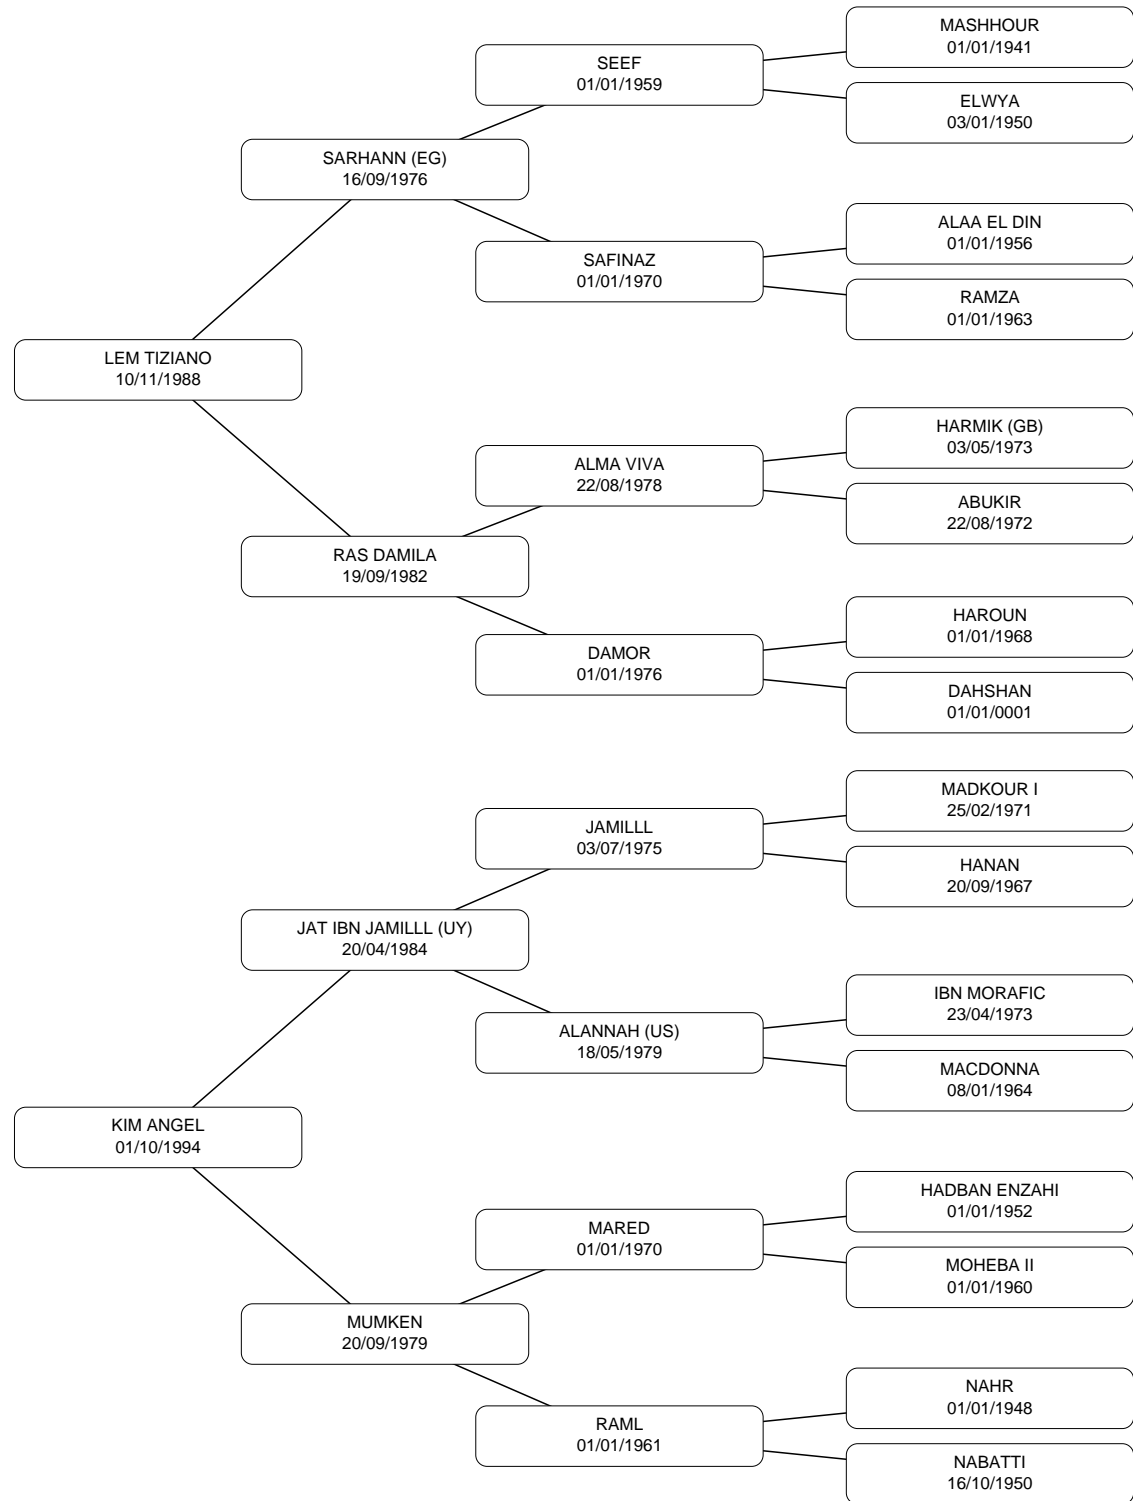 MASHHOUR
01/01/1941
SEEF
01/01/1959
ELWYA
03/01/1950
SARHANN (EG)
16/09/1976
ALAA EL DIN
01/01/1956
SAFINAZ
01/01/1970
RAMZA
01/01/1963
LEM TIZIANO
10/11/1988
HARMIK (GB)
03/05/1973
ALMA VIVA
22/08/1978
ABUKIR
22/08/1972
RAS DAMILA
19/09/1982
HAROUN
01/01/1968
DAMOR
01/01/1976
DAHSHAN
01/01/0001
MADKOUR I
25/02/1971
JAMILLL
03/07/1975
HANAN
20/09/1967
JAT IBN JAMILLL (UY)
20/04/1984
IBN MORAFIC
23/04/1973
ALANNAH (US)
18/05/1979
MACDONNA
08/01/1964
KIM ANGEL
01/10/1994
HADBAN ENZAHI
01/01/1952
MARED
01/01/1970
MOHEBA II
01/01/1960
MUMKEN
20/09/1979
NAHR
01/01/1948
RAML
01/01/1961
NABATTI
16/10/1950